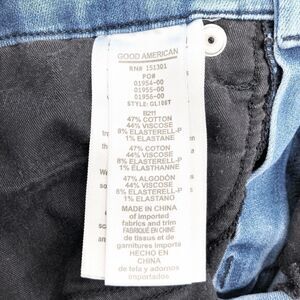 GOOD AMERICAN
RN# 151301
PO#
01954-00
01955-00
01956-00
STYLE: GL106T
B211
47% COTTON
44% VISCOSE
8% ELASTERELL-P
1% ELASTANE
47% COTON
44% VISCOSE
8% ELASTERELL-P
1% ELASTHANNE
47% ALGODÓN
44% VISCOSA
8% ELASTERELL-P
1% ELASTANO
MADE IN CHINA
of imported
fabrics and trim
FABRIQUÉ EN CHINE
de tissus et de
garnitures importés
HECHO EN
CHINA
de tela y adornos
importados